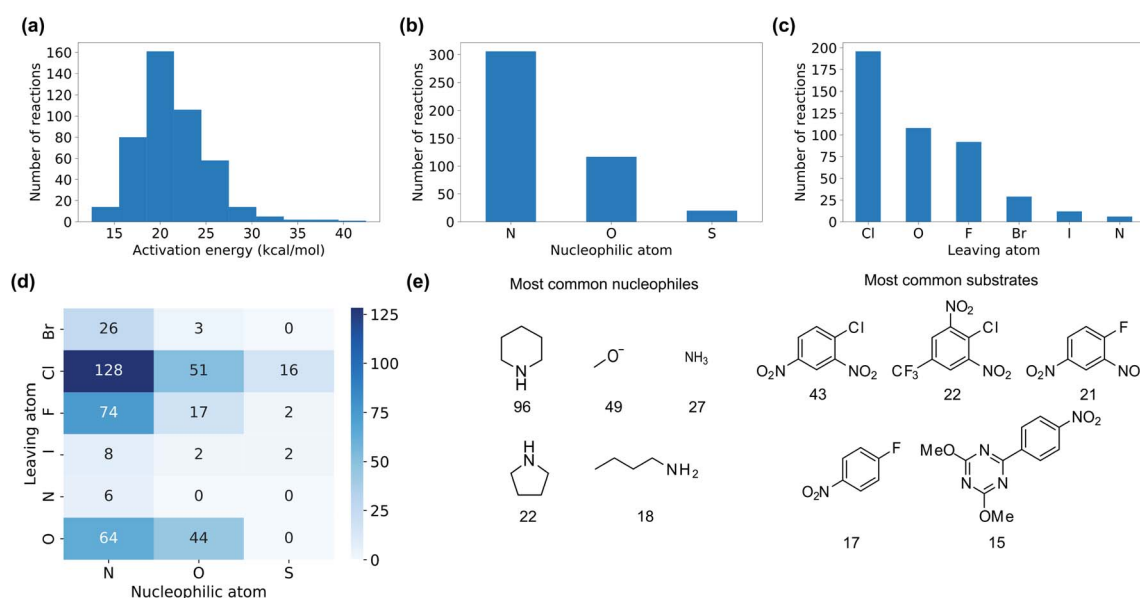 (a)
160
140
120
100
80
60
40
20
0
Number of reactions
15 20 25 30 35 40
Activation energy (kcal/mol)
(b)
300
250
200
150
100
50
0
Number of reactions
N O S
Nucleophilic atom
(c)
200
175
150
125
100
75
50
25
0
Number of reactions
Cl O F Br I N
Leaving atom
(d)
Leaving atom
Br 26 3 0
Cl 128 51 16
F 74 17 2
I 8 2 2
N 6 0 0
O 64 44 0
N O S
Nucleophilic atom
125
100
75
50
25
0
(e)
Most common nucleophiles
N
H
96
O⁻
49
NH₃
27
H
N
22
NH₂
18
Most common substrates
Cl
O₂N NO₂
43
NO₂
Cl
CF₃ NO₂
22
F
O₂N NO
21
F
O₂N
17
NO₂
OMe N
N N
OMe
15